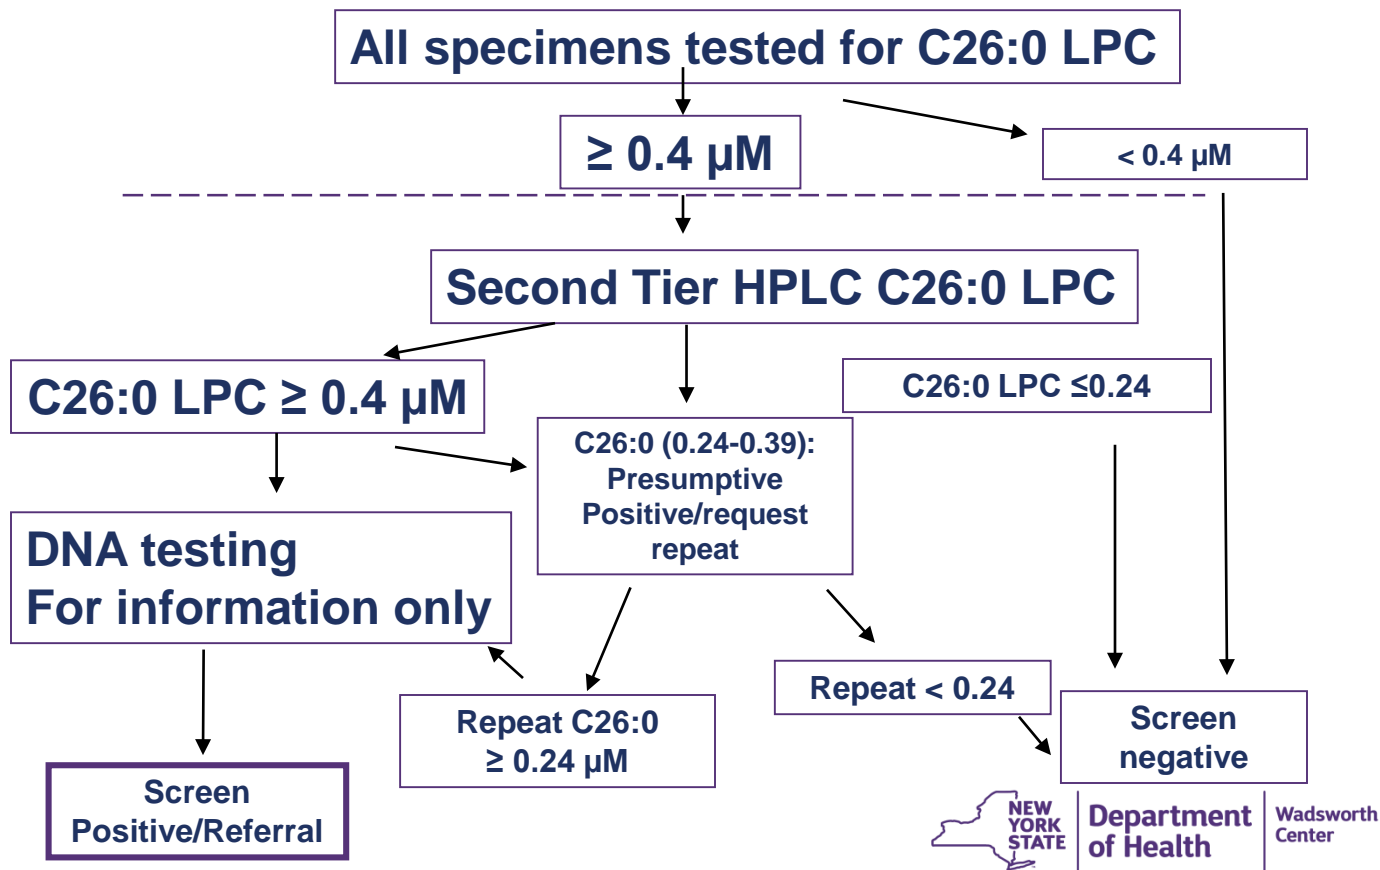 All specimens tested for C26:0 LPC
≥ 0.4 µM
< 0.4 µM
Second Tier HPLC C26:0 LPC
C26:0 LPC ≥ 0.4 µM
C26:0 LPC ≤0.24
C26:0 (0.24-0.39):
Presumptive
Positive/request
repeat
DNA testing
For information only
Repeat < 0.24
Repeat C26:0
≥ 0.24 µM
Screen
negative
Screen
Positive/Referral
NEW
YORK
STATE
Department
of Health
Wadsworth
Center